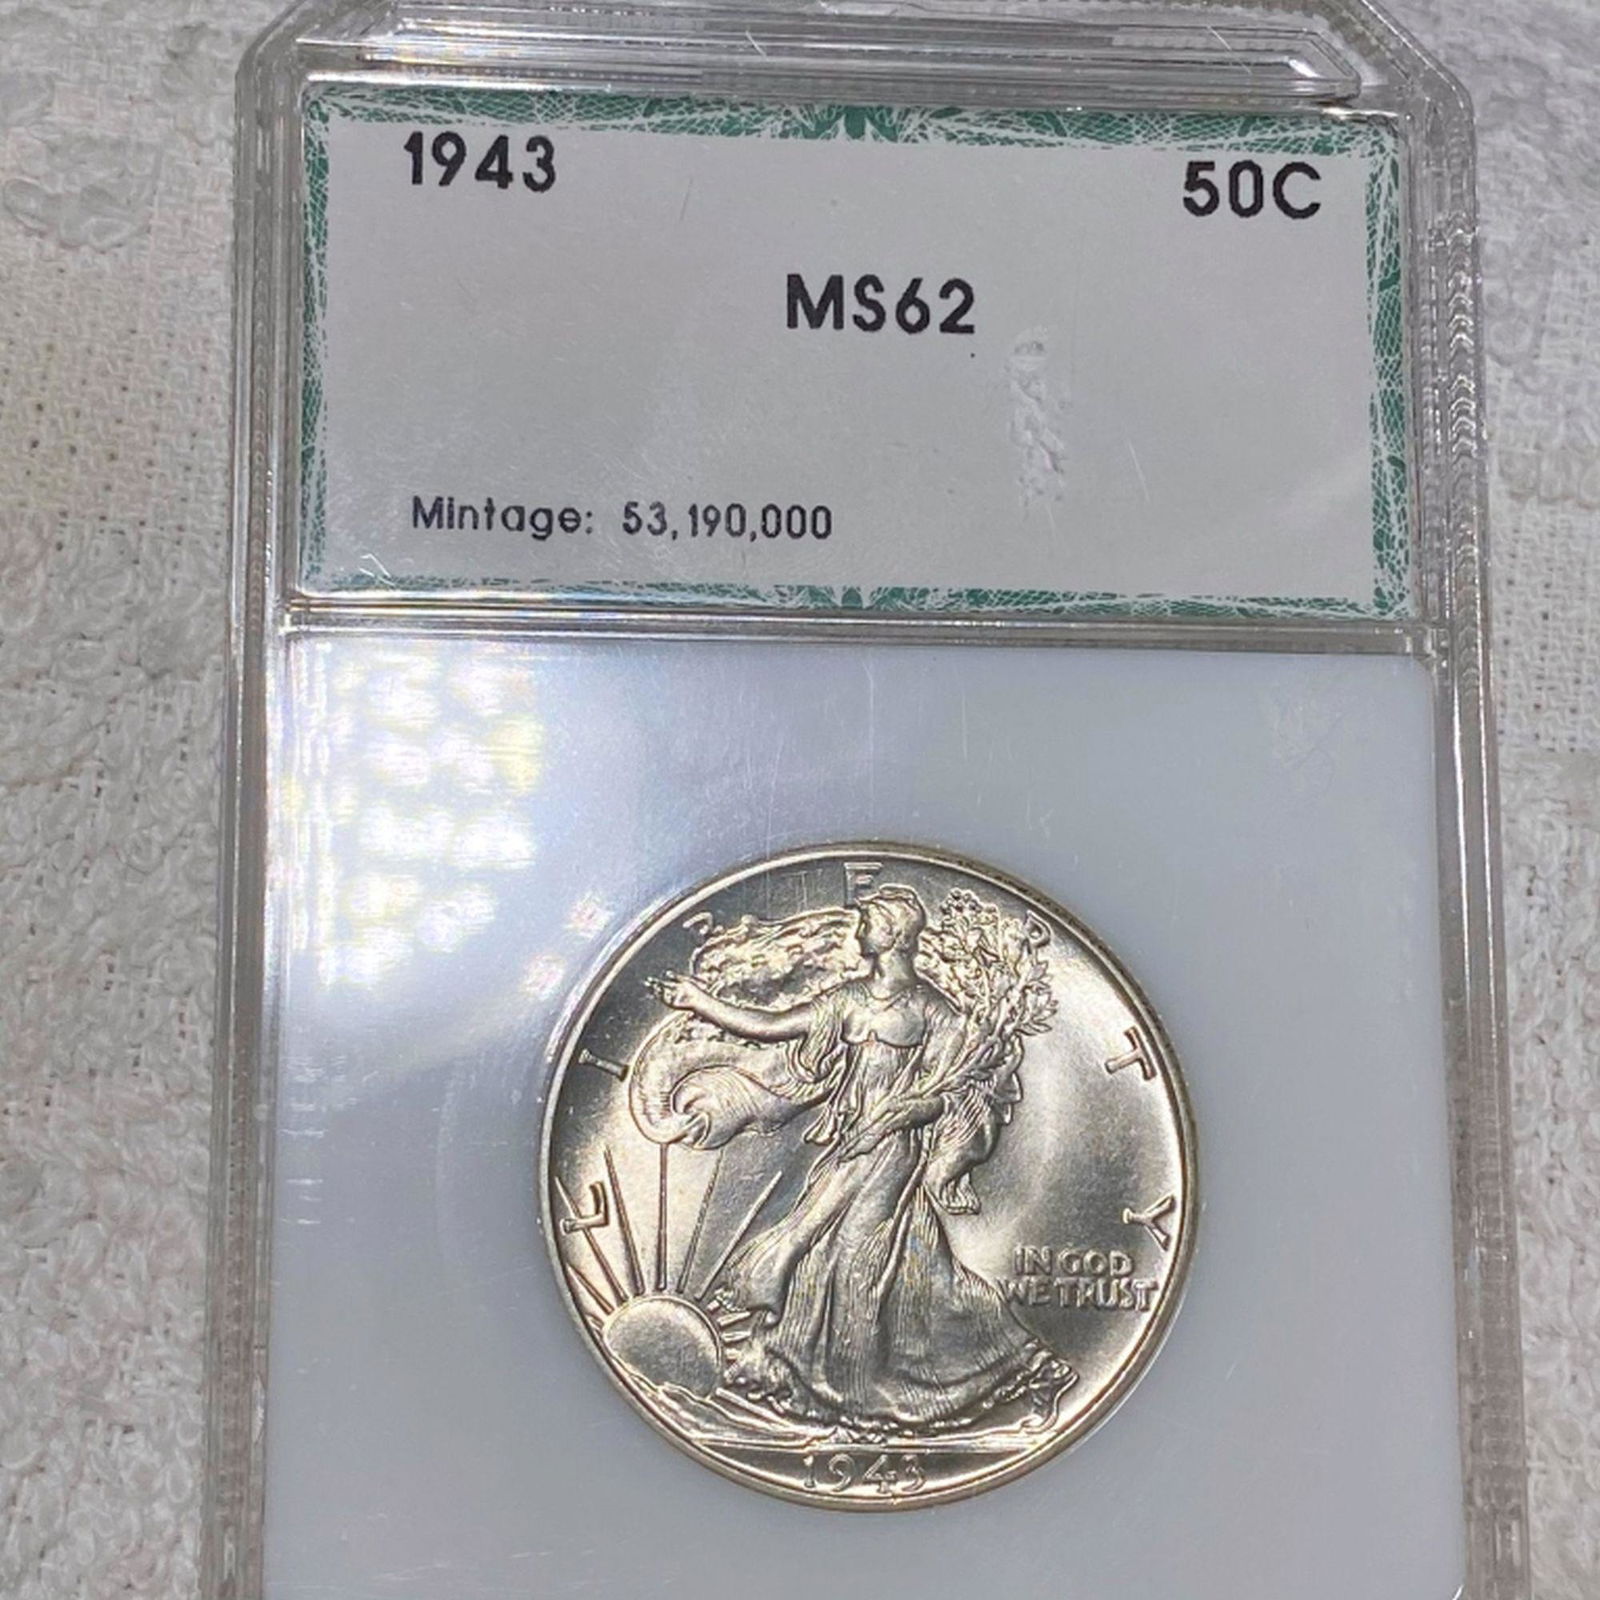 1943 50C
MS62
Mintage: 53,190,000
LIBERTY
IN GOD
WE TRUST
1943